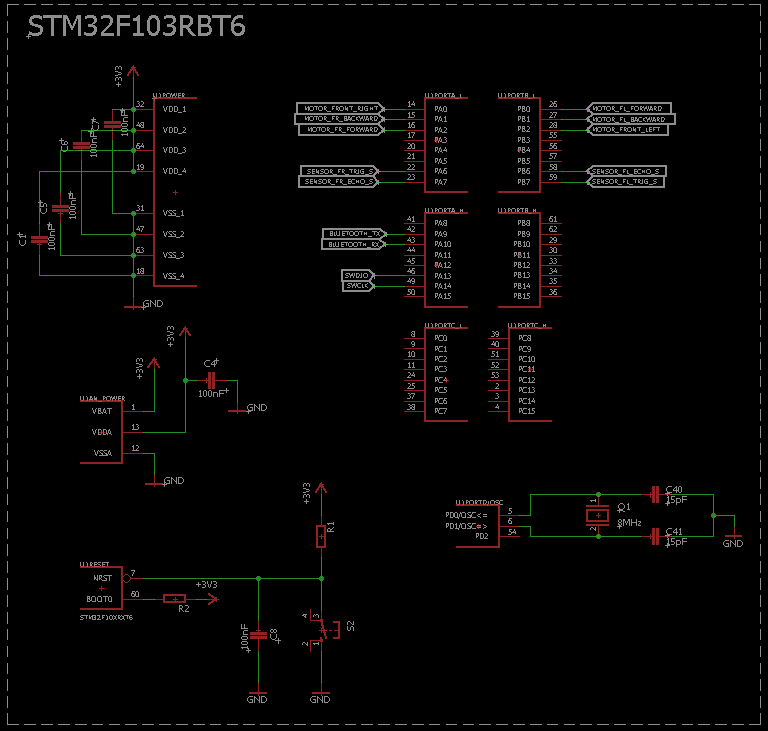 STM32F103RBT6
+3V3
U1POWER
32 VDD_1
48 VDD_2
64 VDD_3
19 VDD_4
31 VSS_1
47 VSS_2
63 VSS_3
18 VSS_4
C7 100nF
C6 100nF
C5 100nF
C1 100nF
GND
U1PORTA_L
MOTOR_FRONT_RIGHT 14 PA0
MOTOR_FR_BACKWARD 15 PA1
MOTOR_FR_FORWARD 16 PA2
17 PA3
20 PA4
21 PA5
SENSOR_FR_TRIG_S 22 PA6
SENSOR_FR_ECHO_S 23 PA7
U1PORTB_L
PB0 26 MOTOR_FL_FORWARD
PB1 27 MOTOR_FL_BACKWARD
PB2 28 MOTOR_FRONT_LEFT
PB3 55
PB4 56
PB5 57
PB6 58 SENSOR_FL_ECHO_S
PB7 59 SENSOR_FL_TRIG_S
U1PORTA_H
41 PA8
BLUETOOTH_TX 42 PA9
BLUETOOTH_RX 43 PA10
44 PA11
45 PA12
SWDIO 46 PA13
SWCLK 49 PA14
50 PA15
U1PORTB_H
PB8 61
PB9 62
PB10 29
PB11 30
PB12 33
PB13 34
PB14 35
PB15 36
U1PORTC_L
8 PC0
9 PC1
10 PC2
11 PC3
24 PC4
25 PC5
37 PC6
38 PC7
U1PORTC_H
39 PC8
40 PC9
51 PC10
52 PC11
53 PC12
2 PC13
3 PC14
4 PC15
+3V3
+3V3
C4
100nF
GND
U1A4_POWER
VBAT 1
VDDA 13
VSSA 12
GND
U1PORTD/OSC
PD0/OSC<= 5
PD1/OSC=> 6
PD2 54
1
Q1
8MHz
2
C40
15pF
C41
15pF
GND
+3V3
R1
U1RESET
NRST 7
BOOT0 60
STM32F10XRXT6
R2
+3V3
100nF
C8
4 3
S2
2 1
GND
GND